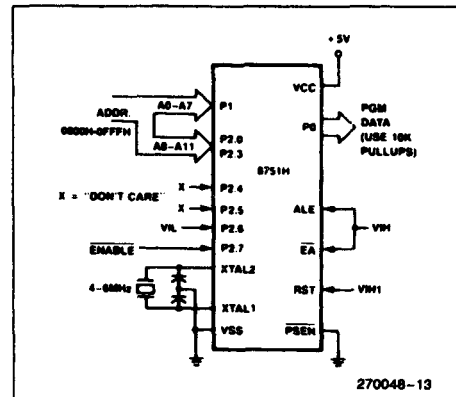 +5V
VCC
A0-A7
P1
ADDR.
0000H-0FFFH
P2.0
A8-A11
P2.3
P0
PGM
DATA
(USE 10K
PULLUPS)
8751H
X = "DON'T CARE"
X
P2.4
X
P2.5
VIL
P2.6
ENABLE
P2.7
ALE
VIH
EA
XTAL2
4-6MHz
XTAL1
VSS
RST
VIH1
PSEN
270048-13